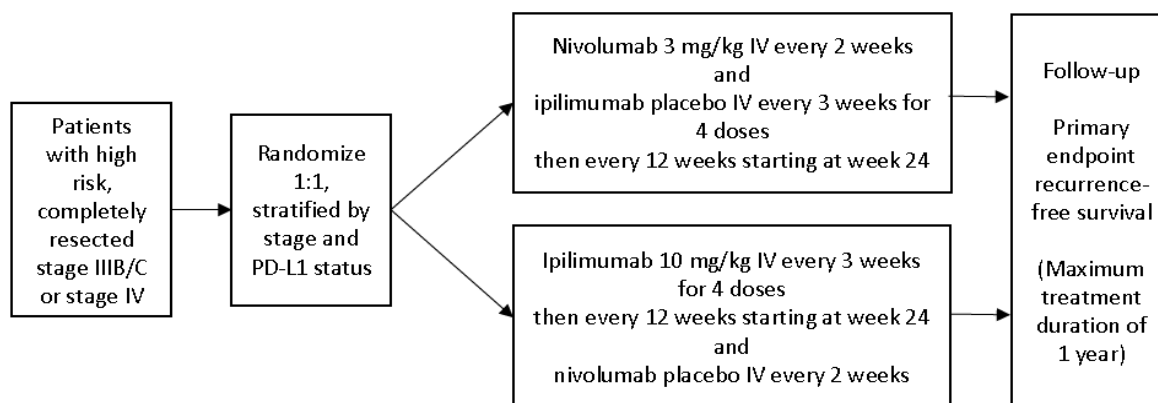 Patients
with high
risk,
completely
resected
stage IIIB/C
or stage IV
Randomize
1:1,
stratified by
stage and
PD-L1 status
Nivolumab 3 mg/kg IV every 2 weeks
and
ipilimumab placebo IV every 3 weeks for
4 doses
then every 12 weeks starting at week 24
Ipilimumab 10 mg/kg IV every 3 weeks
for 4 doses
then every 12 weeks starting at week 24
and
nivolumab placebo IV every 2 weeks
Follow-up
Primary
endpoint
recurrence-
free survival
(Maximum
treatment
duration of
1 year)